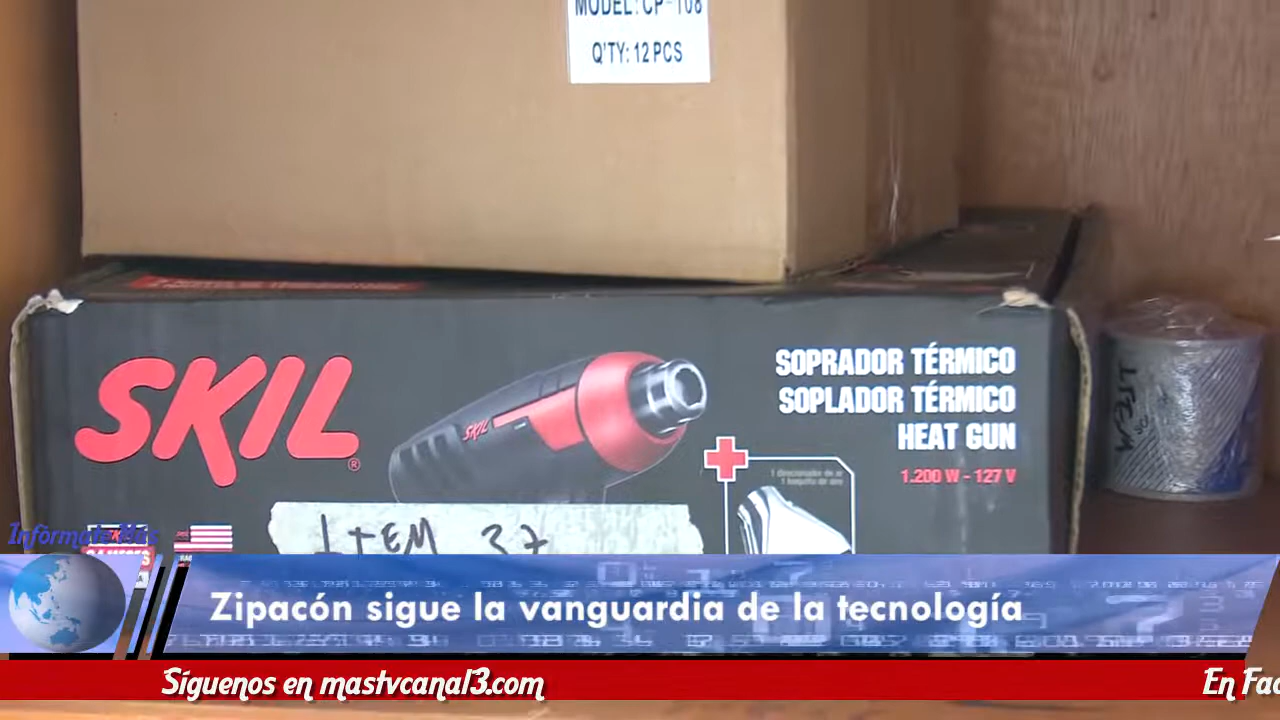 MODEL: CP-108
Q'TY: 12 PCS
SKIL
SKIL
SOPRADOR TÉRMICO
SOPLADOR TÉRMICO
HEAT GUN
1.200 W - 127 V
ITEM 37
Infórmate Más
Zipacón sigue la vanguardia de la tecnología
Síguenos en mastvcanal3.com
En Fac